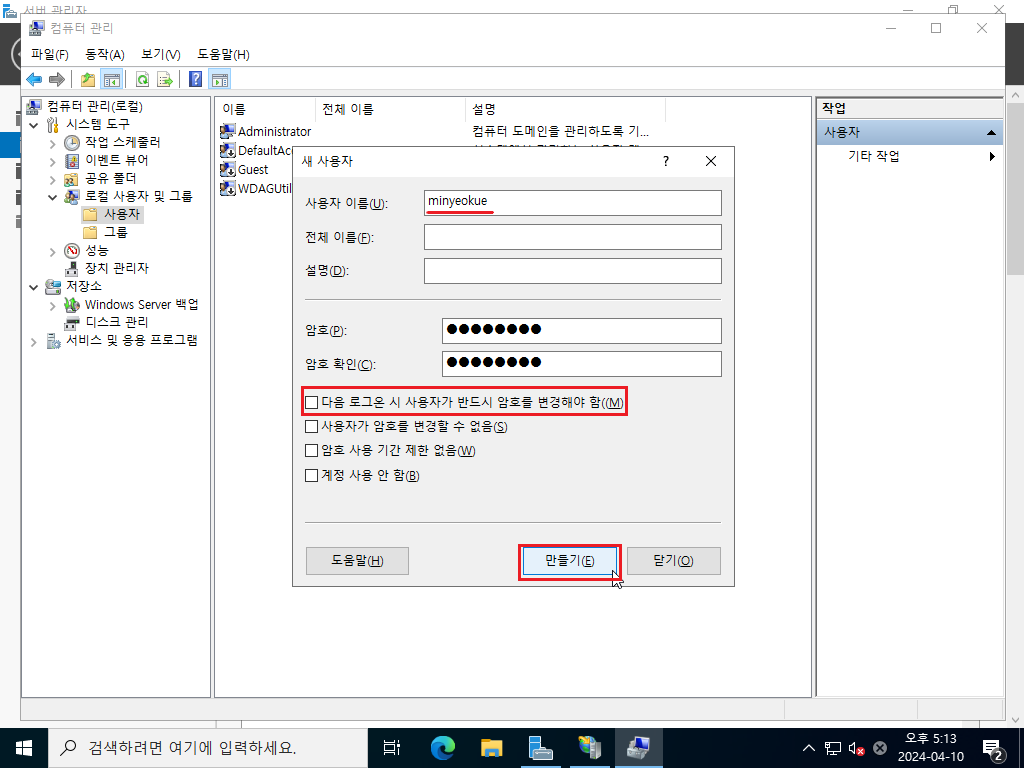 서버 관리자
컴퓨터 관리
파일(F) 동작(A) 보기(V) 도움말(H)
컴퓨터 관리(로컬)
시스템 도구
작업 스케줄러
이벤트 뷰어
공유 폴더
로컬 사용자 및 그룹
사용자
그룹
성능
장치 관리자
저장소
Windows Server 백업
디스크 관리
서비스 및 응용 프로그램
이름 전체 이름 설명
Administrator 컴퓨터 도메인을 관리하도록 기...
DefaultAc
Guest
WDAGUtil
작업
사용자
기타 작업
새 사용자
사용자 이름(U): minyeokue
전체 이름(F):
설명(D):
암호(P): ●●●●●●●●
암호 확인(C): ●●●●●●●●
다음 로그온 시 사용자가 반드시 암호를 변경해야 함((M)
사용자가 암호를 변경할 수 없음(S)
암호 사용 기간 제한 없음(W)
계정 사용 안 함(B)
도움말(H) 만들기(E) 닫기(O)
검색하려면 여기에 입력하세요.
오후 5:13
2024-04-10
2